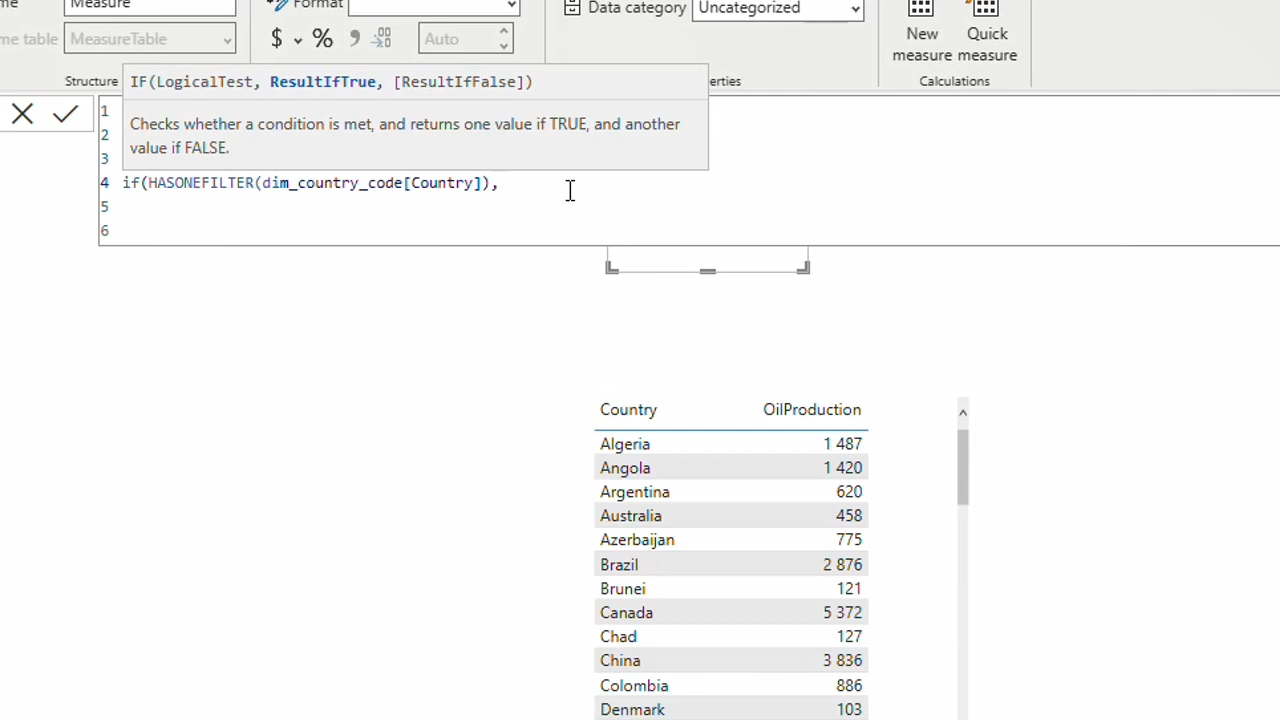 me Measure Format Data category Uncategorized New measure Quick measure
me table MeasureTable $ % Auto
Structure erties Calculations
IF(LogicalTest, ResultIfTrue, [ResultIfFalse])
Checks whether a condition is met, and returns one value if TRUE, and another
value if FALSE.
1
2
3
4 if(HASONEFILTER(dim_country_code[Country]),
5
6
Country OilProduction
Algeria 1 487
Angola 1 420
Argentina 620
Australia 458
Azerbaijan 775
Brazil 2 876
Brunei 121
Canada 5 372
Chad 127
China 3 836
Colombia 886
Denmark 103